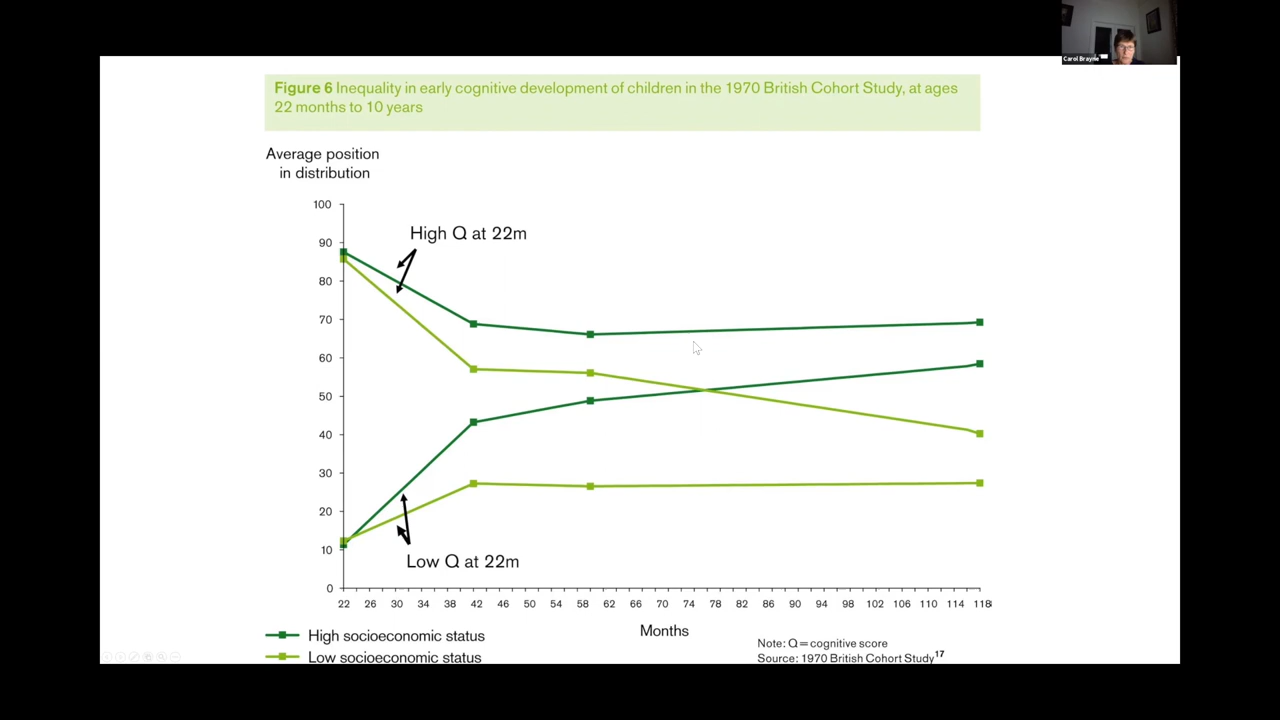 Carol Brayne
Figure 6 Inequality in early cognitive development of children in the 1970 British Cohort Study, at ages
22 months to 10 years
Average position
in distribution
100
90
80
70
60
50
40
30
20
10
0
High Q at 22m
Low Q at 22m
22 26 30 34 38 42 46 50 54 58 62 66 70 74 78 82 86 90 94 98 102 106 110 114 118
Months
High socioeconomic status
Low socioeconomic status
Note: Q=cognitive score
Source: 1970 British Cohort Study17